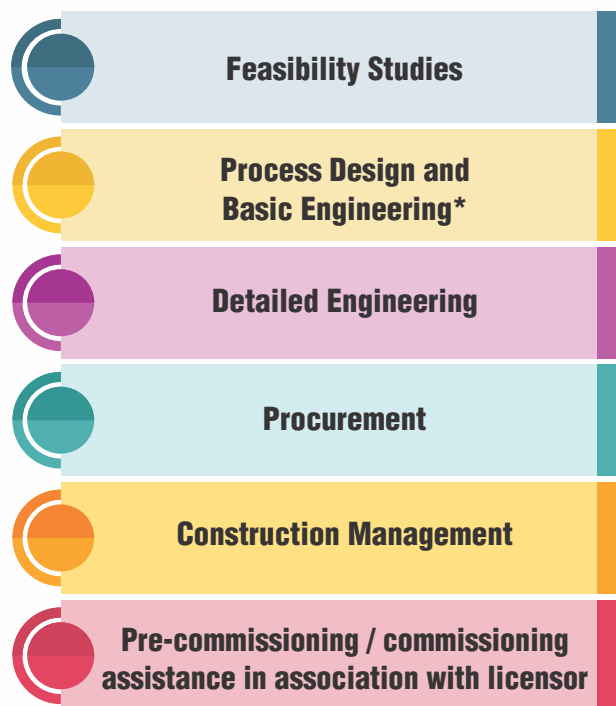 Feasibility Studies
Process Design and
Basic Engineering*
Detailed Engineering
Procurement
Construction Management
Pre-commissioning / commissioning
assistance in association with licensor